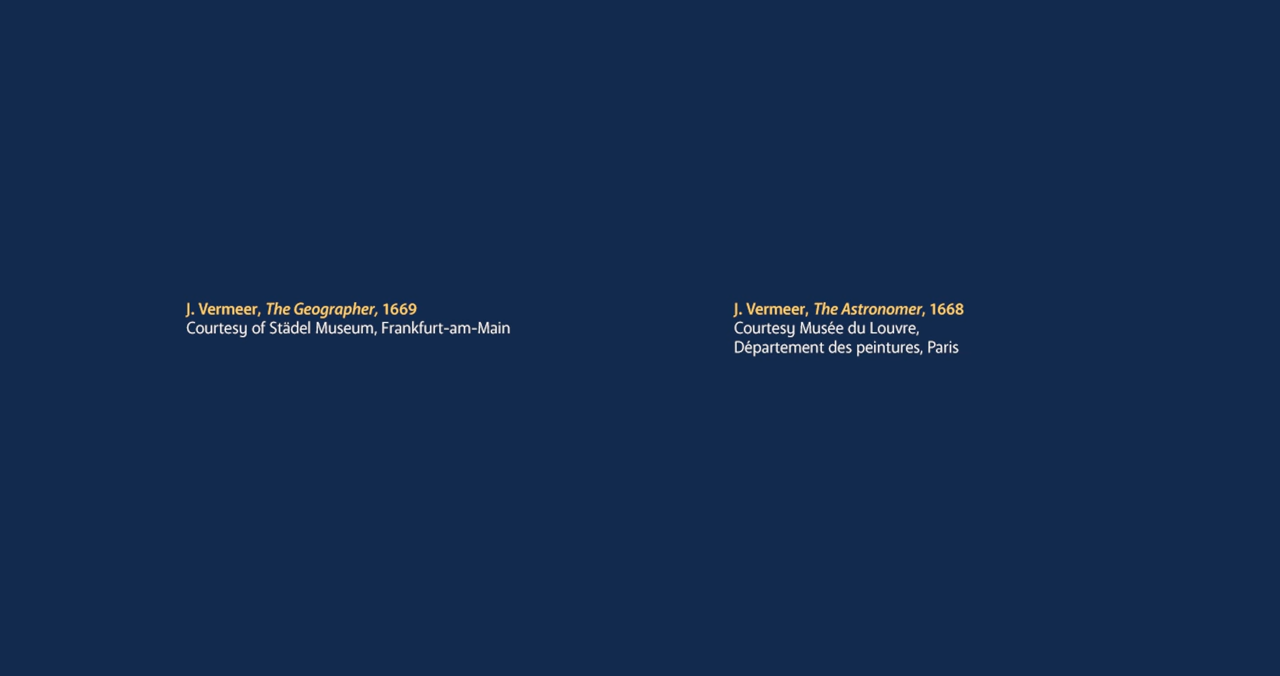 J. Vermeer, The Geographer, 1669
Courtesy of Städel Museum, Frankfurt-am-Main
J. Vermeer, The Astronomer, 1668
Courtesy Musée du Louvre,
Département des peintures, Paris